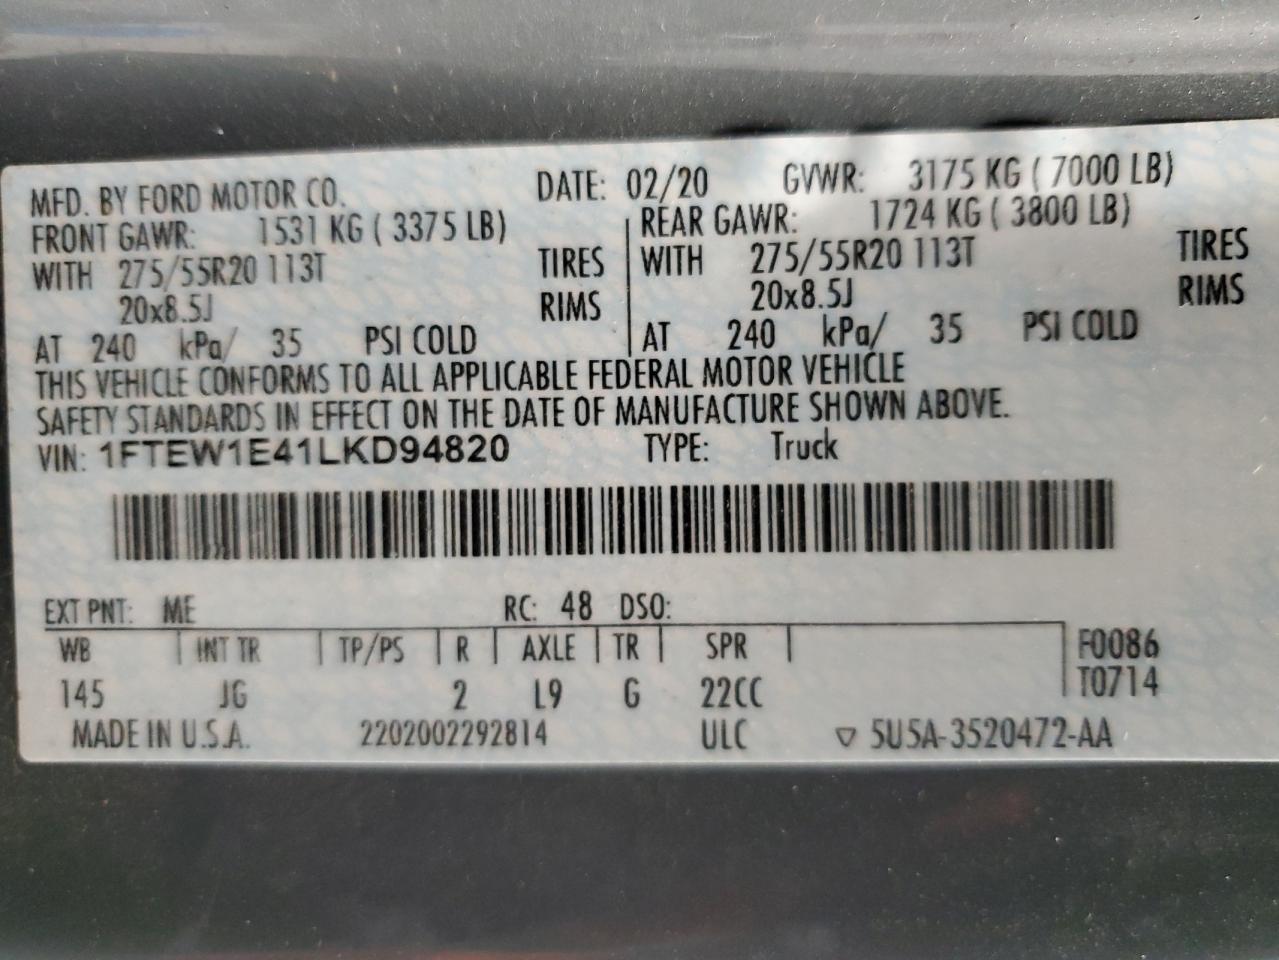 MFD. BY FORD MOTOR CO. DATE: 02/20 GVWR: 3175 KG ( 7000 LB)
FRONT GAWR: 1531 KG ( 3375 LB) REAR GAWR: 1724 KG ( 3800 LB)
WITH 275/55R20 113T TIRES WITH 275/55R20 113T TIRES
20x8.5J RIMS 20x8.5J RIMS
AT 240 kPa/ 35 PSI COLD AT 240 kPa/ 35 PSI COLD
THIS VEHICLE CONFORMS TO ALL APPLICABLE FEDERAL MOTOR VEHICLE
SAFETY STANDARDS IN EFFECT ON THE DATE OF MANUFACTURE SHOWN ABOVE.
VIN: 1FTEW1E41LKD94820 TYPE: Truck
EXT PNT: ME RC: 48 DSO:
WB INT TR TP/PS R AXLE TR SPR F0086
145 JG 2 L9 G 22CC T0714
MADE IN U.S.A. 2202002292814 ULC ▽ 5U5A-3520472-AA